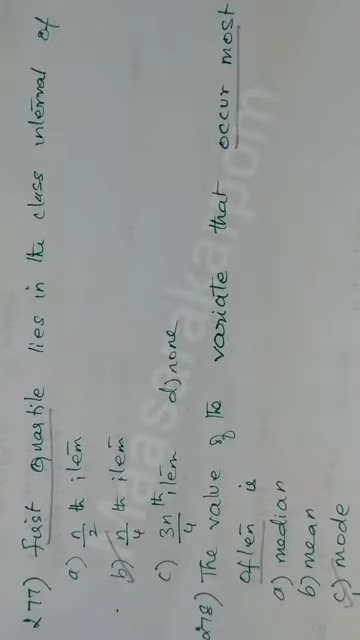 277) first quartile lies in the class interval of
a) n/2 th item
b) n/4 th item
c) 3n/4 th item d) none
278) The value of the variate that occur most
often is
a) median
b) mean
c) mode